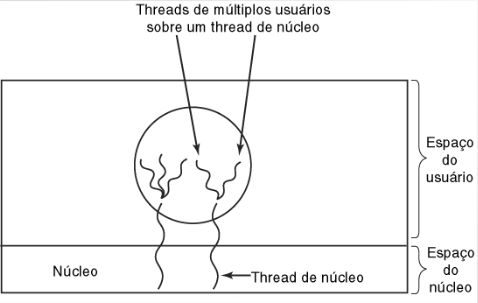 Threads de múltiplos usuários
sobre um thread de núcleo
Espaço
do
usuário
Núcleo
Thread de núcleo
Espaço
do
núcleo